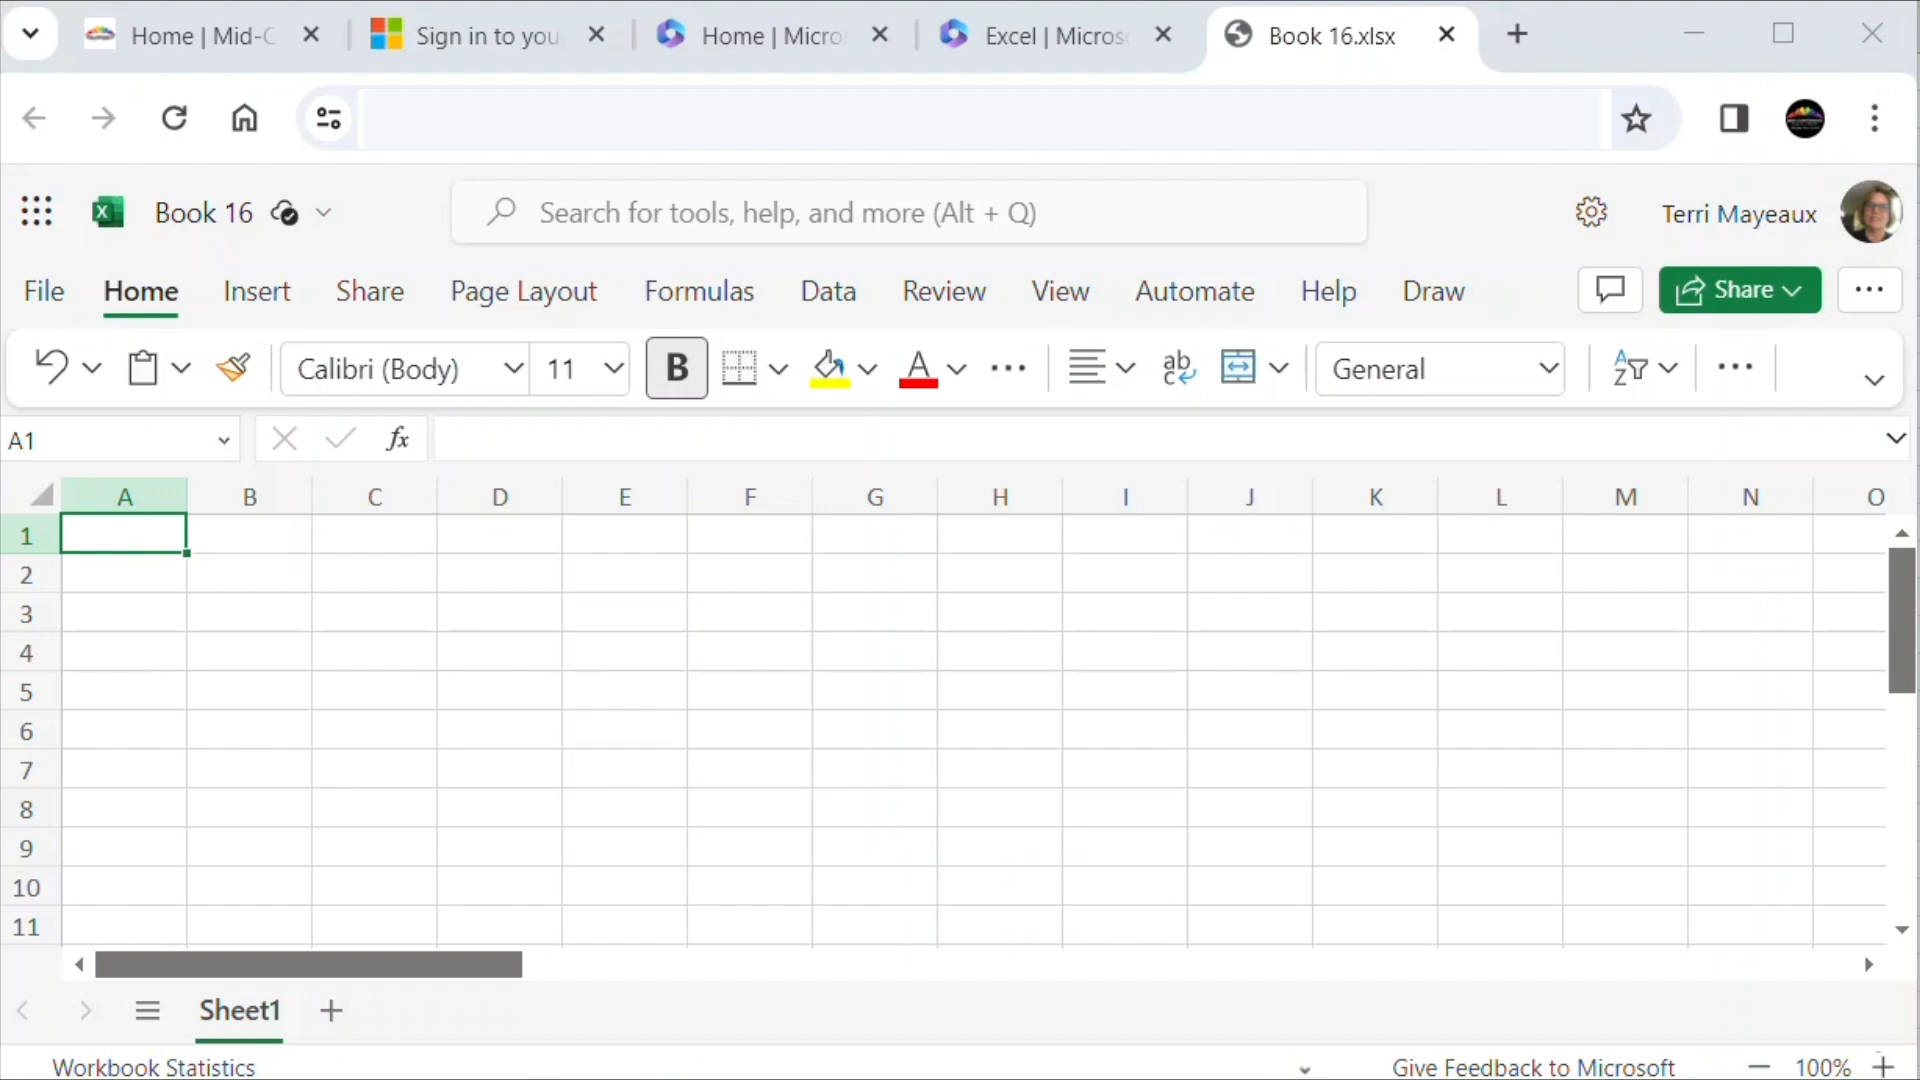 Home | Mid-C
Sign in to you
Home | Micro
Excel | Micros
Book 16.xlsx
Book 16
Search for tools, help, and more (Alt + Q)
Terri Mayeaux
File Home Insert Share Page Layout Formulas Data Review View Automate Help Draw
Share
Calibri (Body) 11 B A ab c General A Z
A1 fx
A B C D E F G H I J K L M N O
1
2
3
4
5
6
7
8
9
10
11
Sheet1
Workbook Statistics
Give Feedback to Microsoft
100%